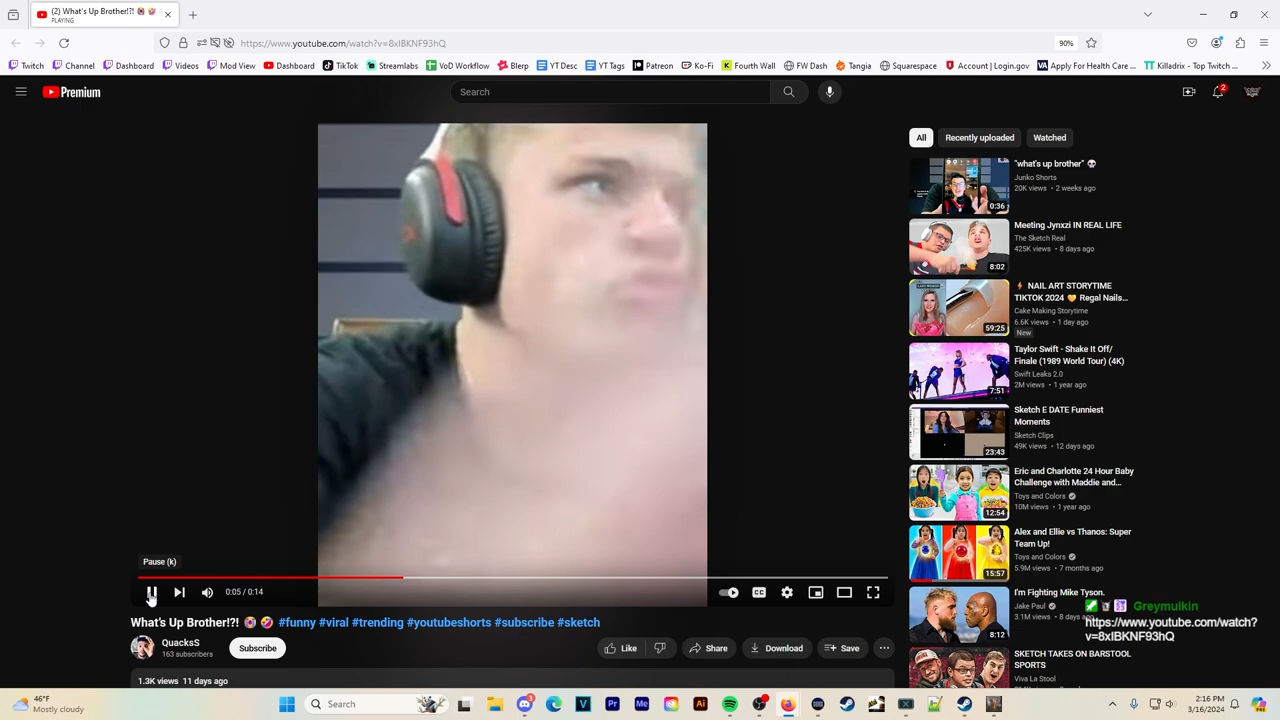 (2) What's Up Brother!?!
PLAYING
https://www.youtube.com/watch?v=8xIBKNF93hQ
90%
Twitch
Channel
Dashboard
Videos
Mod View
Dashboard
TikTok
Streamlabs
VoD Workflow
Blerp
YT Desc
YT Tags
Patreon
Ko-Fi
Fourth Wall
FW Dash
Tangia
Squarespace
Account | Login.gov
Apply For Health Care ...
Killadrix - Top Twitch ...
Premium
Search
2
All
Recently uploaded
Watched
"what's up brother" 💀
Junko Shorts
20K views • 2 weeks ago
0:36
Meeting Jynxzi IN REAL LIFE
The Sketch Real
425K views • 8 days ago
8:02
⚡ NAIL ART STORYTIME
TIKTOK 2024 💛 Regal Nails...
Cake Making Storytime
6.6K views • 1 day ago
New
59:25
Taylor Swift - Shake It Off/
Finale (1989 World Tour) (4K)
Swift Leaks 2.0
2M views • 1 year ago
7:51
Sketch E DATE Funniest
Moments
Sketch Clips
49K views • 12 days ago
23:43
Eric and Charlotte 24 Hour Baby
Challenge with Maddie and...
Toys and Colors
10M views • 1 year ago
12:54
Alex and Ellie vs Thanos: Super
Team Up!
Toys and Colors
5.9M views • 7 months ago
15:57
I'm Fighting Mike Tyson.
Jake Paul
3.1M views • 8 days ago
8:12
SKETCH TAKES ON BARSTOOL
SPORTS
Viva La Stool
Greymulkin
https://www.youtube.com/watch?
v=8xIBKNF93hQ
Pause (k)
0:05 / 0:14
What's Up Brother!?! #funny #viral #gaming #youtubeshorts #subscribe #sketch
QuacksS
163 subscribers
Subscribe
Like
Share
Download
Save
1.3K views 11 days ago
46°F
Mostly cloudy
Search
2:16 PM
3/16/2024